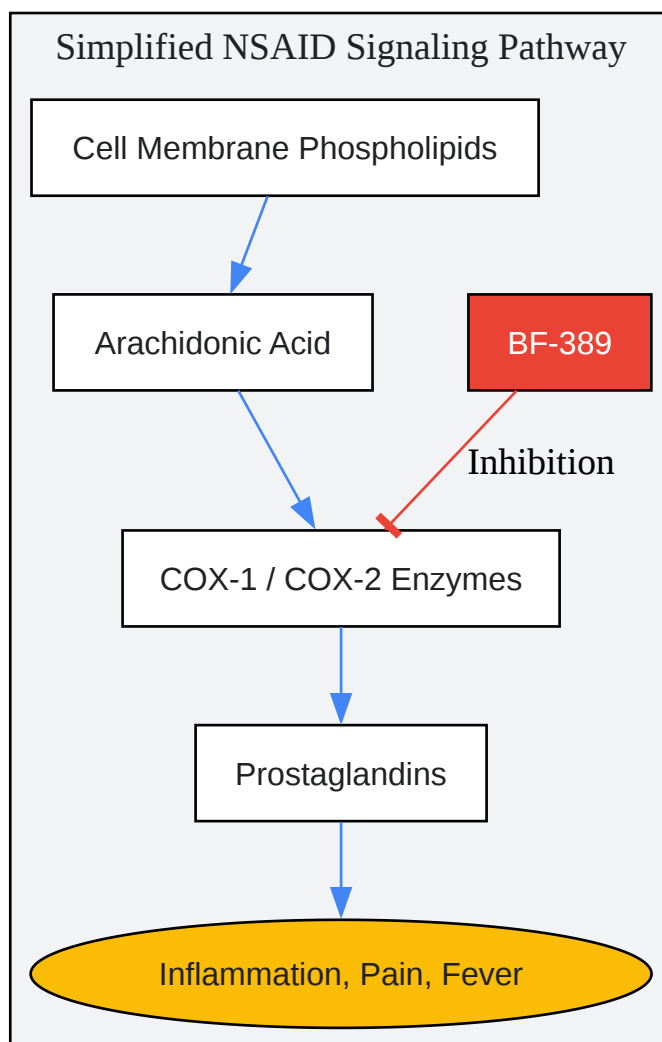 Simplified NSAID Signaling Pathway
Cell Membrane Phospholipids
Arachidonic Acid
BF-389
Inhibition
COX-1 / COX-2 Enzymes
Prostaglandins
Inflammation, Pain, Fever